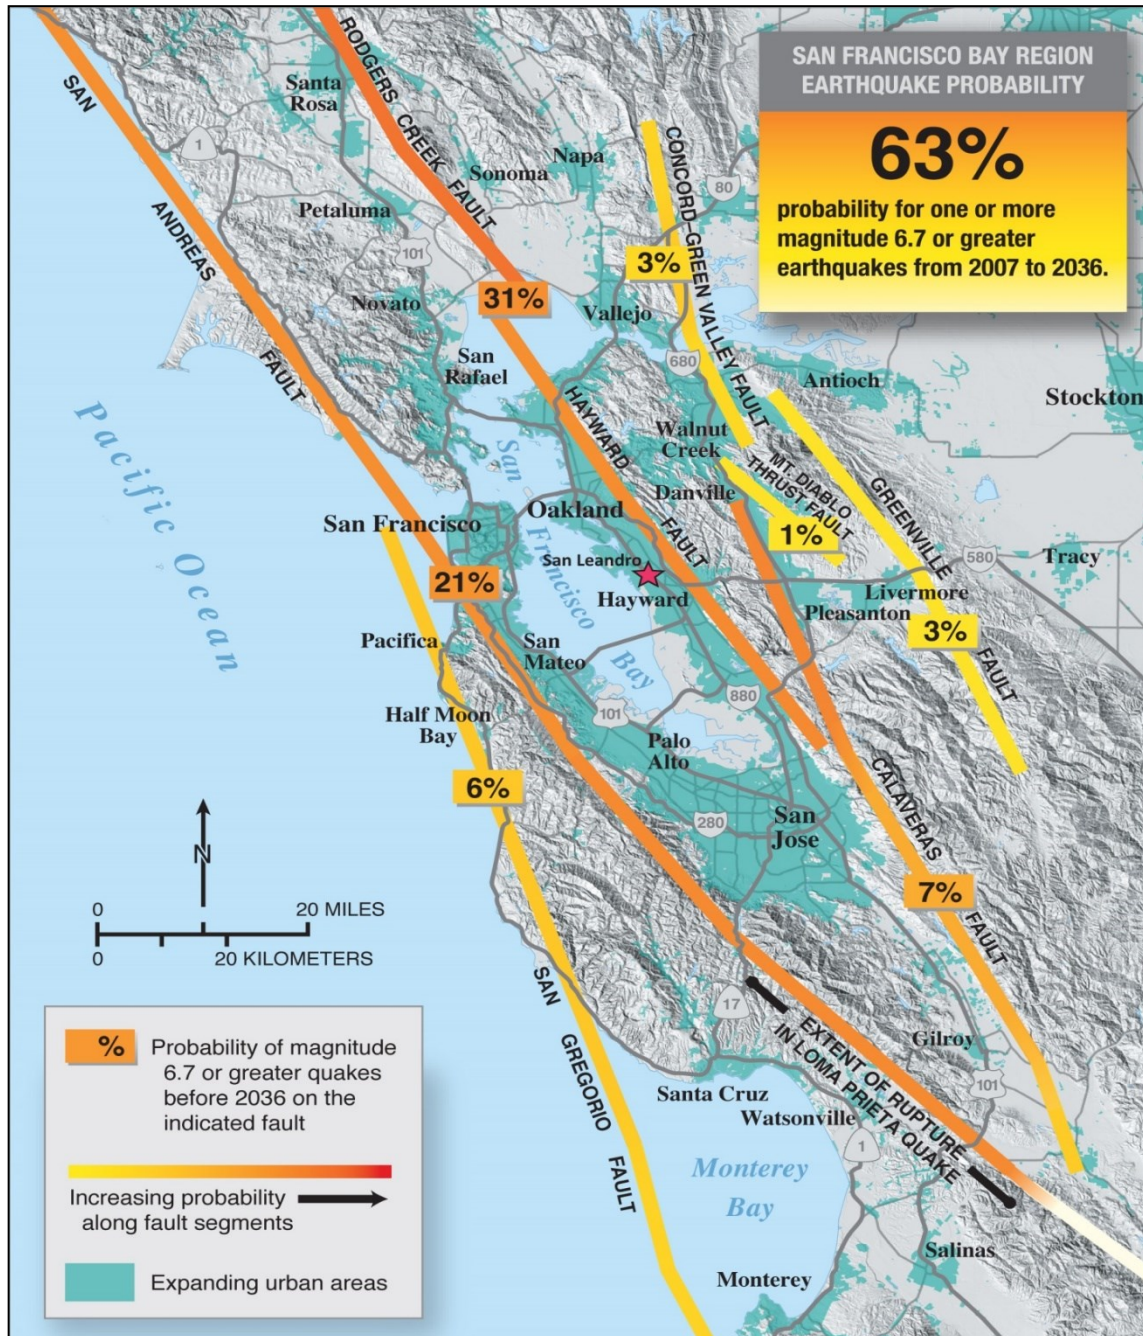 SAN FRANCISCO BAY REGION
EARTHQUAKE PROBABILITY
63%
probability for one or more
magnitude 6.7 or greater
earthquakes from 2007 to 2036.
SAN ANDREAS FAULT
RODGERS CREEK FAULT
CONCORD–GREEN VALLEY FAULT
Santa
Rosa
1
Napa
Sonoma
80
Petaluma
101
3%
31%
Novato
Vallejo
San
Rafael
680
Antioch
Stockton
HAYWARD FAULT
Walnut
Creek
MT. DIABLO
THRUST FAULT
GREENVILLE FAULT
Danville
Pacific Ocean
San Francisco Bay
San Francisco
Oakland
1%
San Leandro
580
Tracy
21%
Hayward
Livermore
Pleasanton
3%
Pacifica
San
Mateo
880
101
Half Moon
Bay
Palo
Alto
CALAVERAS FAULT
6%
280
San
Jose
N
7%
0 20 MILES
0 20 KILOMETERS
SAN GREGORIO FAULT
17
EXTENT OF RUPTURE
IN LOMA PRIETA QUAKE
Gilroy
101
Santa Cruz
Watsonville
1
Monterey
Bay
Salinas
Monterey
%
Probability of magnitude
6.7 or greater quakes
before 2036 on the
indicated fault
Increasing probability
along fault segments
Expanding urban areas